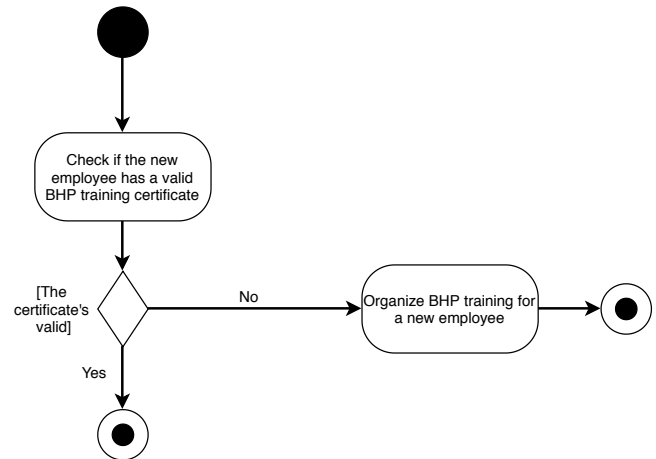 Check if the new
employee has a valid
BHP training certificate
[The
certificate's
valid]
No
Organize BHP training for
a new employee
Yes